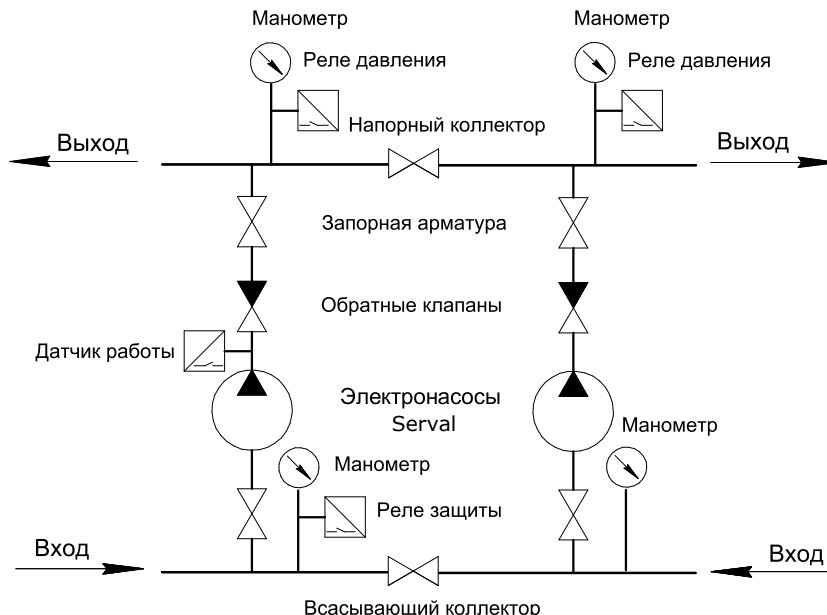 Манометр
Манометр
Реле давления
Реле давления
Напорный коллектор
Выход
Выход
Запорная арматура
Обратные клапаны
Датчик работы
Электронасосы
Serval
Манометр
Манометр
Реле защиты
Вход
Вход
Всасывающий коллектор